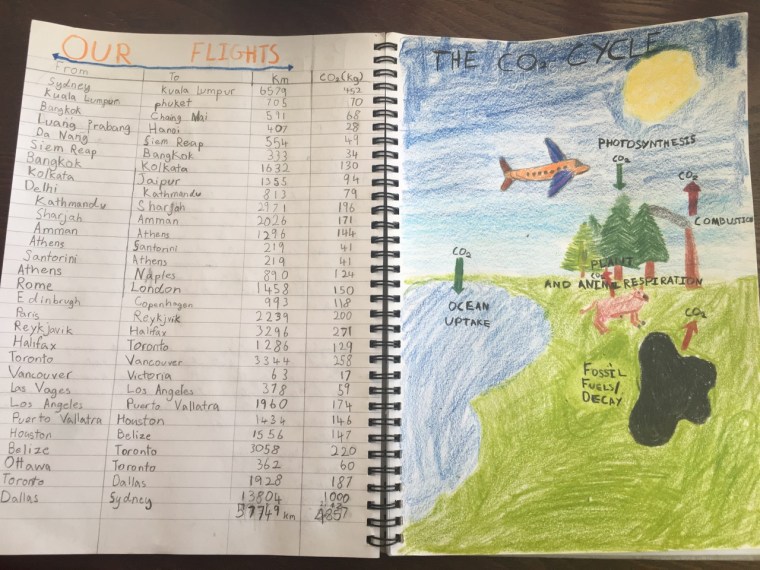 OUR FLIGHTS
From To Km CO₂(kg)
Sydney Kuala Lumpur 6579 452
Kuala Lumpur phuket 705 70
Bangkok Chang Mai 591 68
Luang Prabang Hanoi 407 28
Da Nang Siem Reap 554 49
Siem Reap Bangkok 333 34
Bangkok Kolkata 1632 130
Kolkata Jaipur 1355 94
Delhi Kathmandu 813 79
Kathmandu Sharjah 2971 196
Sharjah Amman 2026 171
Amman Athens 1296 144
Athens Santorini 219 41
Santorini Athens 219 41
Athens Naples 890 124
Rome London 1458 150
Edinbrugh Copenhagen 993 118
Paris Reykjvik 2239 200
Reykjavik Halifax 3296 271
Halifax Toronto 1286 129
Toronto Vancouver 3344 258
Vancouver Victoria 63 17
Las Vages Los Angeles 378 59
Los Angeles Puerto Vallatra 1960 174
Puerto Vallatra Houston 1434 146
Houston Belize 1556 147
Belize Toronto 3058 220
Ottawa Toronto 362 60
Toronto Dallas 1928 187
Dallas Sydney 13804 1000
57749 km 4857
THE CO₂ CYCLE
PHOTOSYNTHESIS
CO₂
CO₂
COMBUSTION
CO₂
PLANT
CO₂
AND ANIMAL RESPIRATION
OCEAN
UPTAKE
CO₂
FOSSIL
FUELS/
DECAY